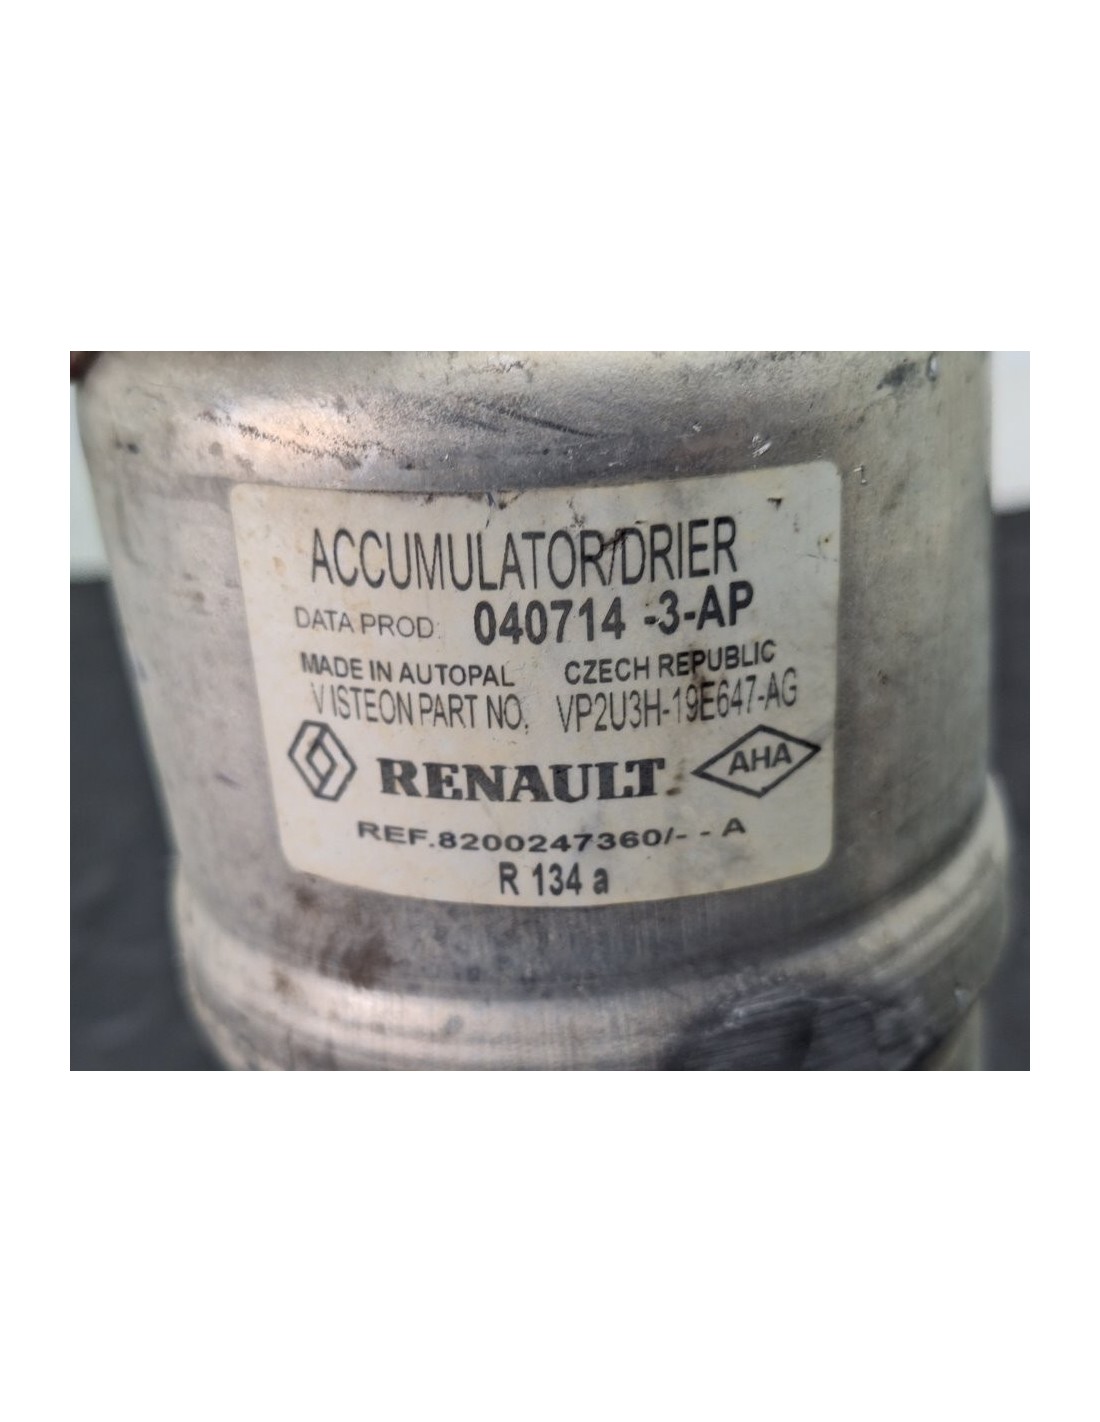 ACCUMULATOR/DRIER
DATA PROD: 040714 -3-AP
MADE IN AUTOPAL CZECH REPUBLIC
VISTEON PART NO. VP2U3H-19E647-AG
RENAULT AHA
REF.8200247360/- - A
R 134 a